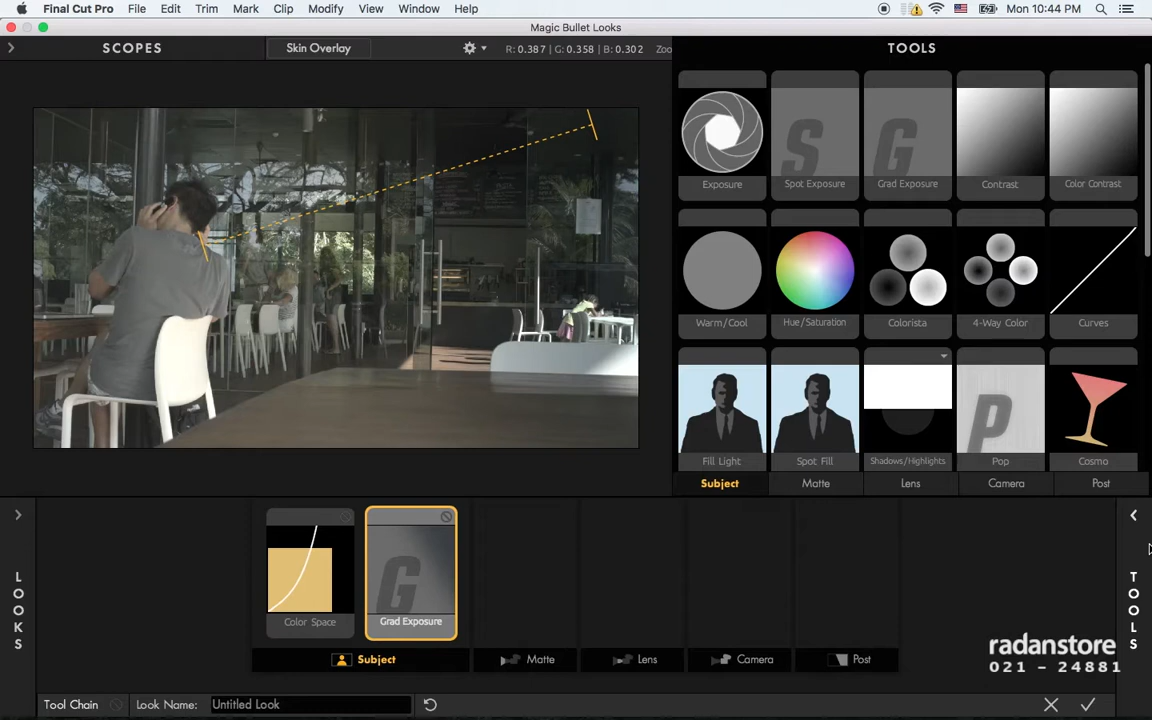 Final Cut Pro File Edit Trim Mark Clip Modify View Window Help Mon 10:44 PM
Magic Bullet Looks
SCOPES Skin Overlay R: 0.387 | G: 0.358 | B: 0.302 Zoo TOOLS
S G
Exposure Spot Exposure Grad Exposure Contrast Color Contrast
Warm/Cool Hue/Saturation Colorista 4-Way Color Curves
P
Fill Light Spot Fill Shadows/Highlights Pop Cosmo
Subject Matte Lens Camera Post
LOOKS
G
Color Space Grad Exposure
TOOLS
Subject Matte Lens Camera Post
radanstore
021 - 24881
Tool Chain Look Name: Untitled Look